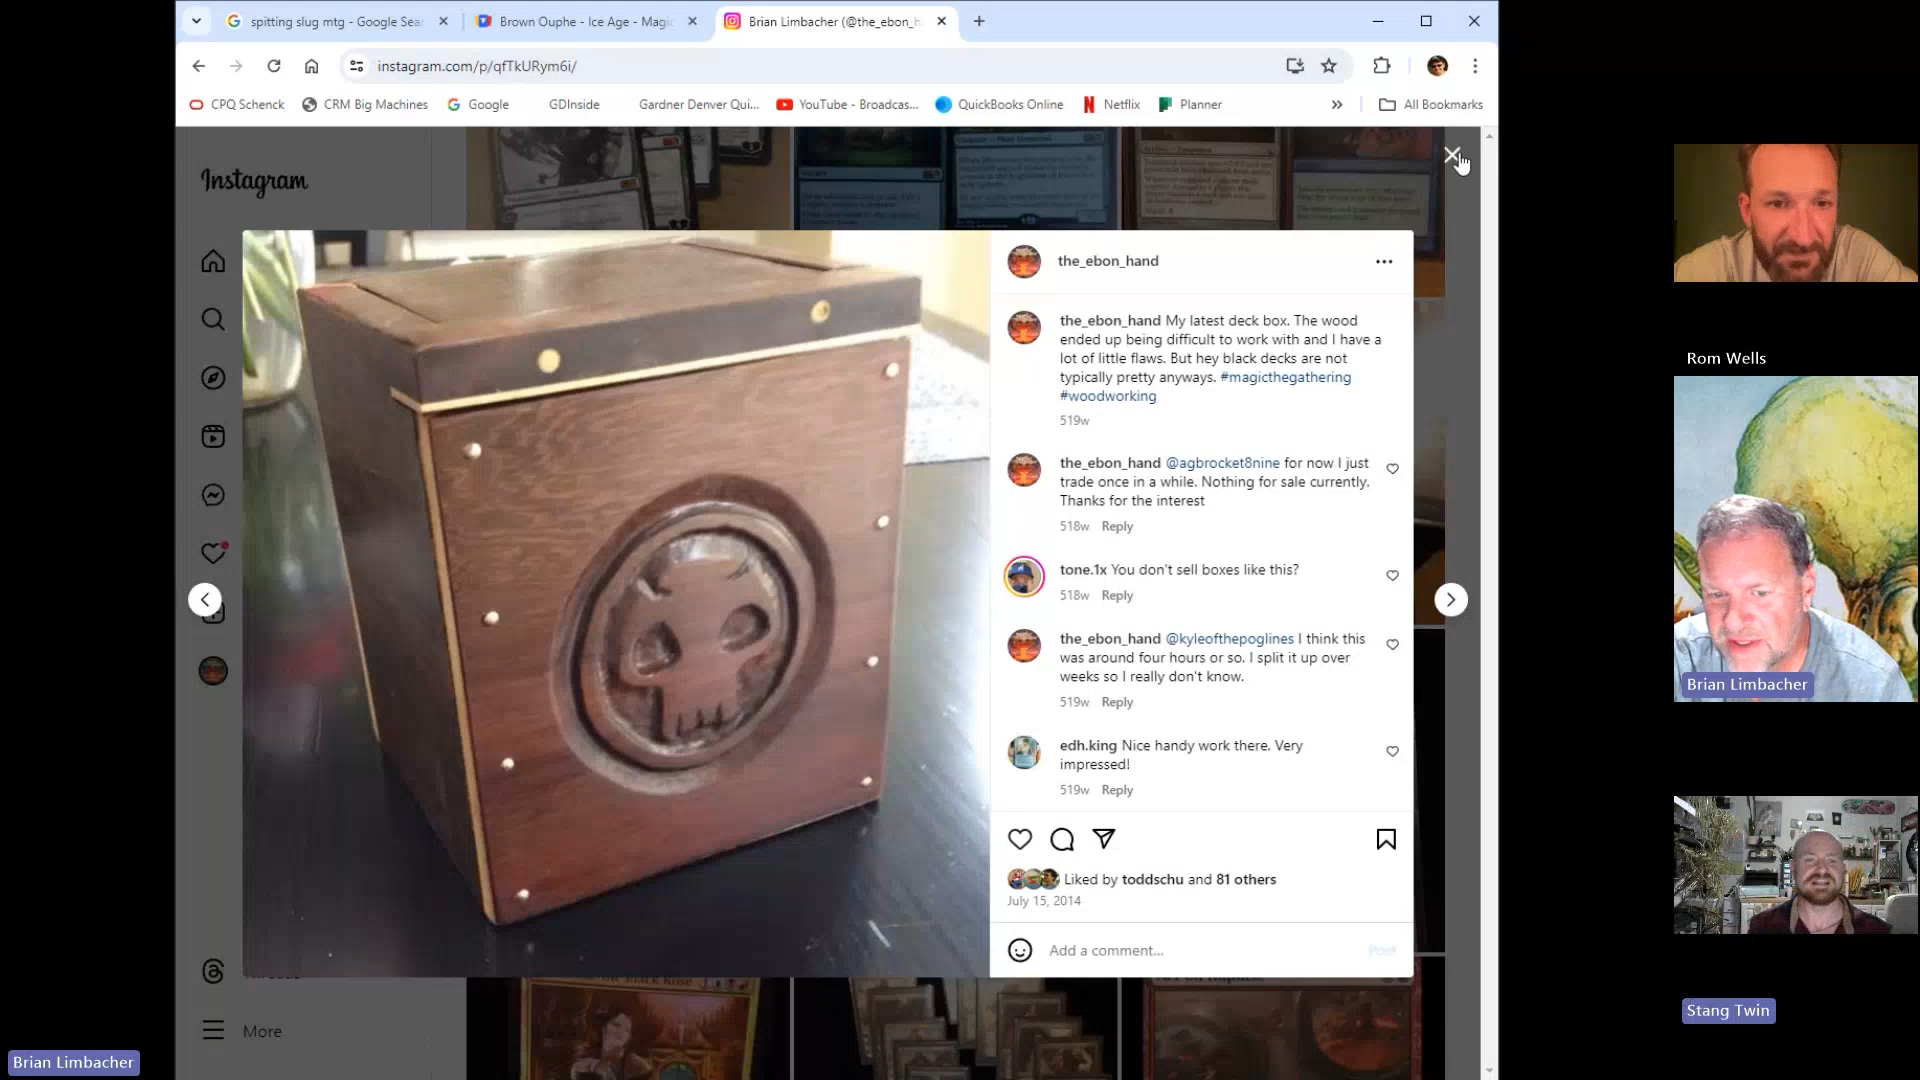 spitting slug mtg - Google Sear
Brown Ouphe - Ice Age - Magic
Brian Limbacher (@the_ebon_h
instagram.com/p/qfTkURym6i/
CPQ Schenck
CRM Big Machines
Google
GDInside
Gardner Denver Qui...
YouTube - Broadcas...
QuickBooks Online
Netflix
Planner
All Bookmarks
Instagram
the_ebon_hand
the_ebon_hand My latest deck box. The wood
ended up being difficult to work with and I have a
lot of little flaws. But hey black decks are not
typically pretty anyways. #magicthegathering
#woodworking
519w
the_ebon_hand @agbrocket8nine for now I just
trade once in a while. Nothing for sale currently.
Thanks for the interest
518w Reply
tone.1x You don't sell boxes like this?
518w Reply
the_ebon_hand @kyleofthepoglines I think this
was around four hours or so. I split it up over
weeks so I really don't know.
519w Reply
edh.king Nice handy work there. Very
impressed!
519w Reply
Liked by toddschu and 81 others
July 15, 2014
Add a comment...
Post
More
Rom Wells
Brian Limbacher
Stang Twin
Brian Limbacher